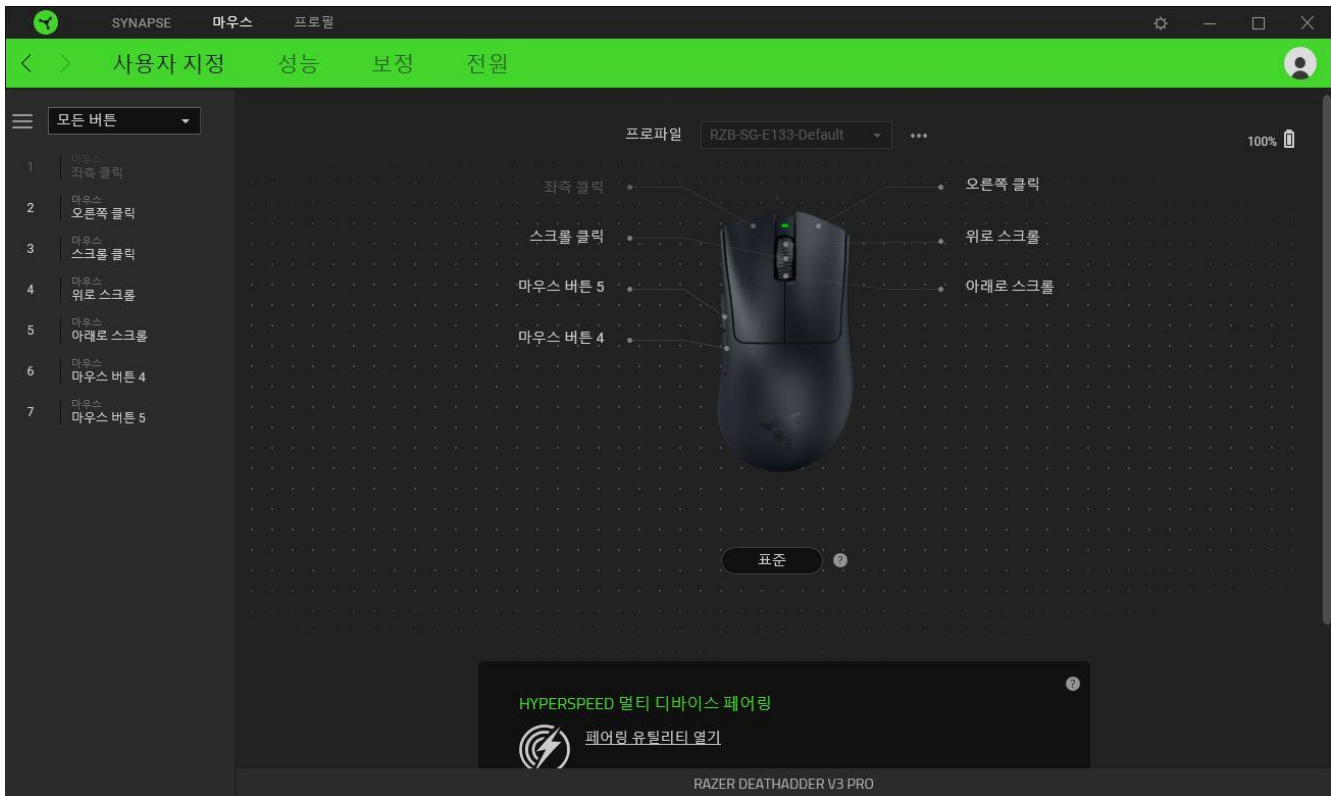 SYNAPSE 마우스 프로필
사용자 지정 성능 보정 전원
모든 버튼
프로파일 RZB-SG-E133-Default
100%
1 마우스
좌측 클릭
2 마우스
오른쪽 클릭
3 마우스
스크롤 클릭
4 마우스
위로 스크롤
5 마우스
아래로 스크롤
6 마우스
마우스 버튼 4
7 마우스
마우스 버튼 5
좌측 클릭
스크롤 클릭
마우스 버튼 5
마우스 버튼 4
오른쪽 클릭
위로 스크롤
아래로 스크롤
표준 ?
?
HYPERSPEED 멀티 디바이스 페어링
페어링 유틸리티 열기
RAZER DEATHADDER V3 PRO